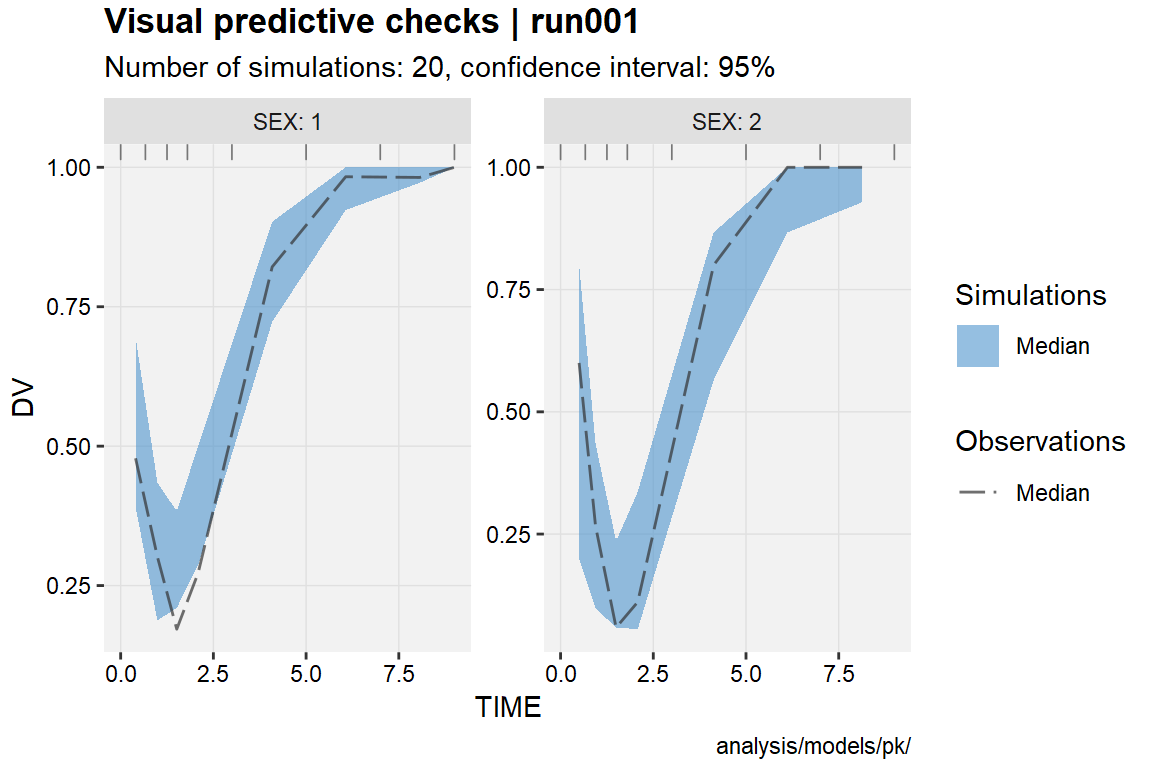 Visual predictive checks | run001
Number of simulations: 20, confidence interval: 95%
SEX: 1
SEX: 2
1.00
0.75
0.50
0.25
1.00
0.75
0.50
0.25
DV
0.0 2.5 5.0 7.5
0.0 2.5 5.0 7.5
TIME
Simulations
Median
Observations
Median
analysis/models/pk/